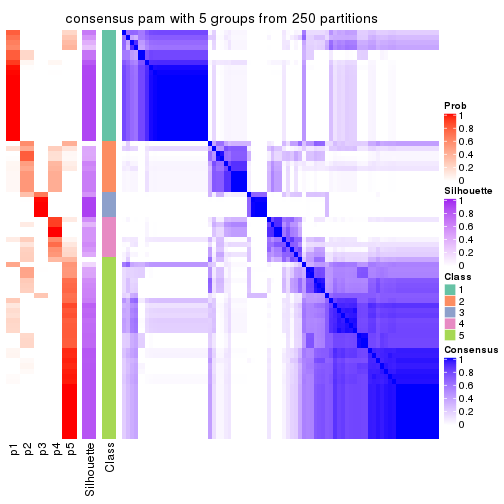 consensus pam with 5 groups from 250 partitions
Prob
1
0.8
0.6
0.4
0.2
0
Silhouette
1
0.8
0.6
0.4
0.2
0
Class
1
2
3
4
5
Consensus
1
0.8
0.6
0.4
0.2
0
p1
p2
p3
p4
p5
Silhouette
Class